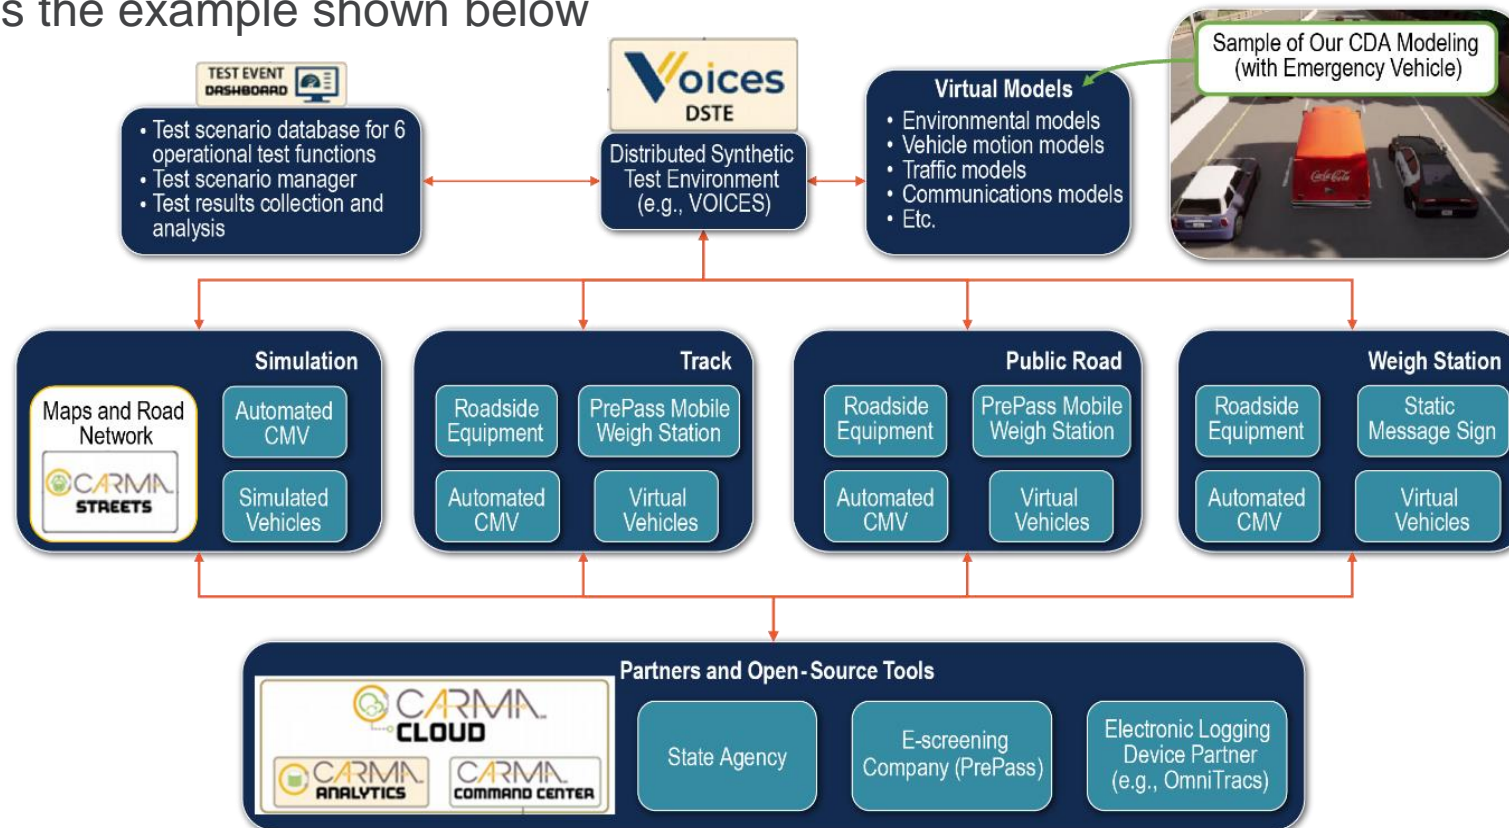 s the example shown below
TEST EVENT
DASHBOARD
• Test scenario database for 6
operational test functions
• Test scenario manager
• Test results collection and
analysis
Voices
DSTE
Distributed Synthetic
Test Environment
(e.g., VOICES)
Virtual Models
• Environmental models
• Vehicle motion models
• Traffic models
• Communications models
• Etc.
Sample of Our CDA Modeling
(with Emergency Vehicle)
Coca-Cola
Simulation
Maps and Road
Network
CARMA
STREETS
Automated
CMV
Simulated
Vehicles
Track
Roadside
Equipment
PrePass Mobile
Weigh Station
Automated
CMV
Virtual
Vehicles
Public Road
Roadside
Equipment
PrePass Mobile
Weigh Station
Automated
CMV
Virtual
Vehicles
Weigh Station
Roadside
Equipment
Static
Message Sign
Automated
CMV
Virtual
Vehicles
Partners and Open-Source Tools
CARMA
CLOUD
CARMA
ANALYTICS
CARMA
COMMAND CENTER
State Agency
E-screening
Company (PrePass)
Electronic Logging
Device Partner
(e.g., OmniTracs)